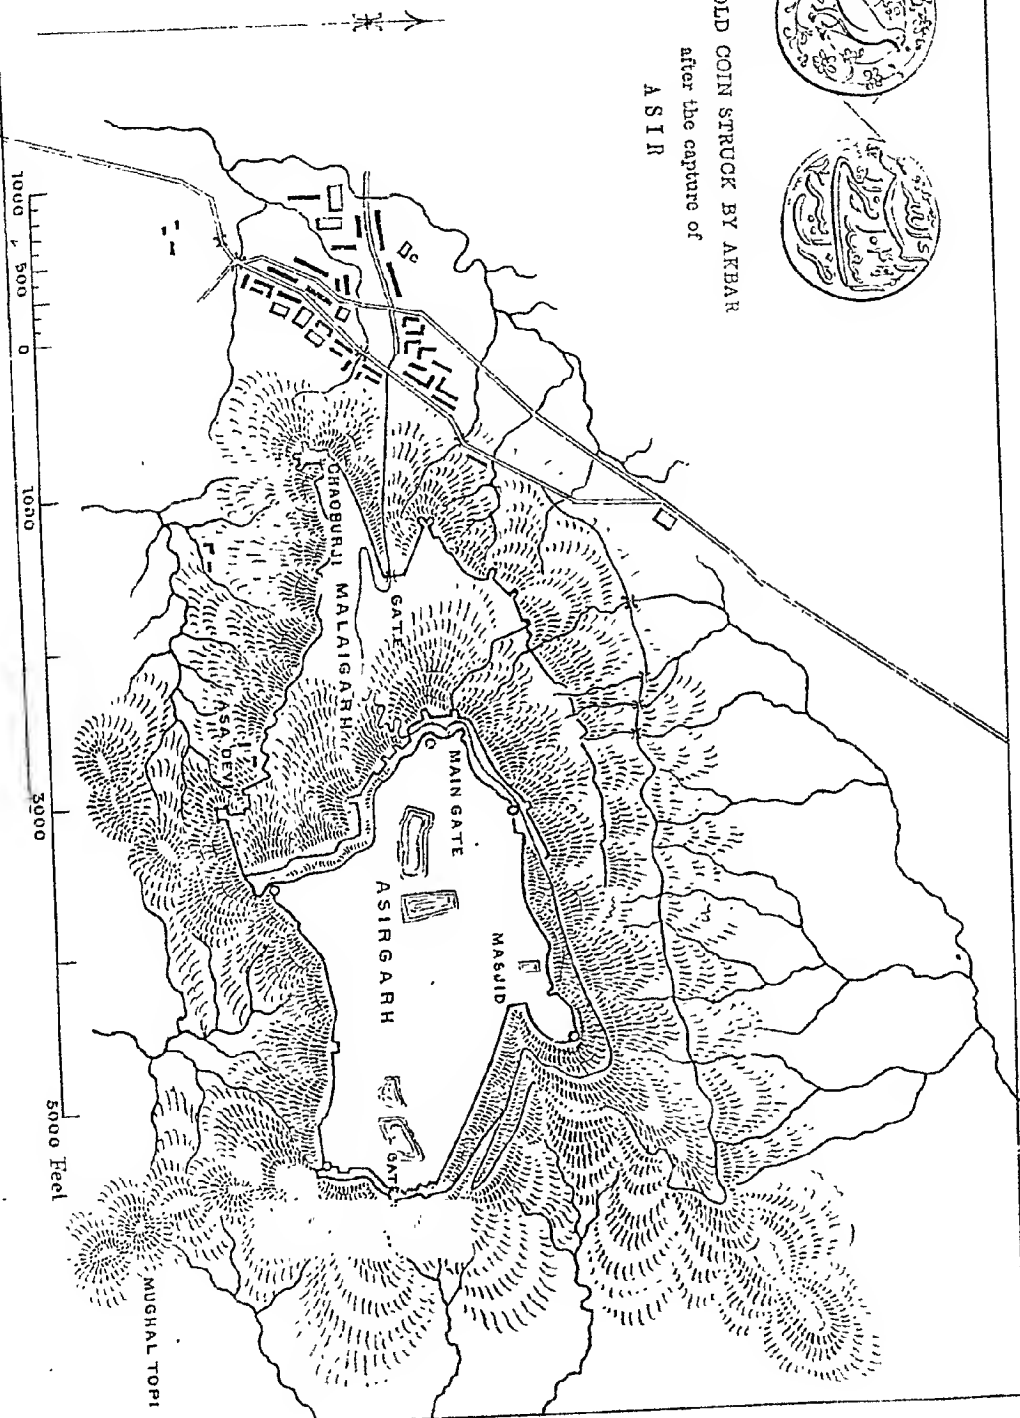 OLD COIN STRUCK BY AKBAR
after the capture of
ASIR
CHAOBURJI
MALAIGARH
GATE
MAIN GATE
ASA DEVI
ASIRGARH
MASJID
GATE
MUGHAL TOPI
1000 500 0 1000 3000 5000 Feet